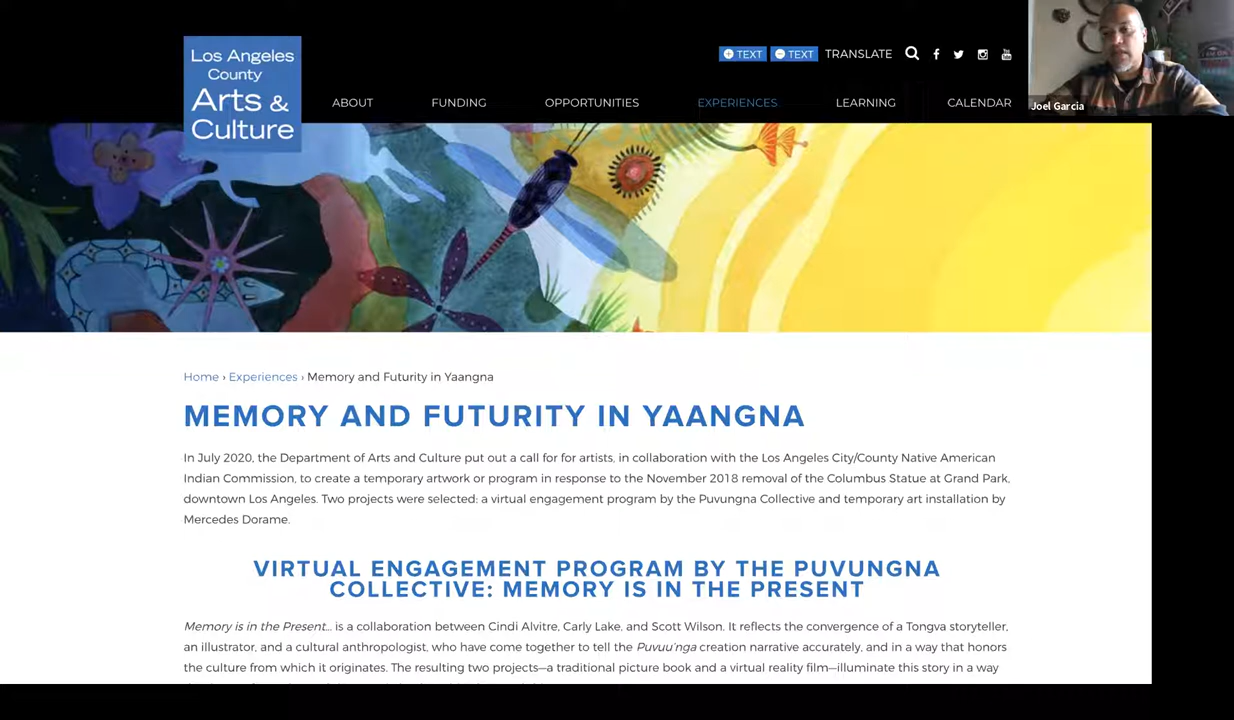 Los Angeles
County
Arts &
Culture
+ TEXT
- TEXT
TRANSLATE
ABOUT
FUNDING
OPPORTUNITIES
EXPERIENCES
LEARNING
CALENDAR
Joel Garcia
Home › Experiences › Memory and Futurity in Yaangna
MEMORY AND FUTURITY IN YAANGNA
In July 2020, the Department of Arts and Culture put out a call for for artists, in collaboration with the Los Angeles City/County Native American
Indian Commission, to create a temporary artwork or program in response to the November 2018 removal of the Columbus Statue at Grand Park,
downtown Los Angeles. Two projects were selected: a virtual engagement program by the Puvungna Collective and temporary art installation by
Mercedes Dorame.
VIRTUAL ENGAGEMENT PROGRAM BY THE PUVUNGNA
COLLECTIVE: MEMORY IS IN THE PRESENT
Memory is in the Present... is a collaboration between Cindi Alvitre, Carly Lake, and Scott Wilson. It reflects the convergence of a Tongva storyteller,
an illustrator, and a cultural anthropologist, who have come together to tell the Puvuu'nga creation narrative accurately, and in a way that honors
the culture from which it originates. The resulting two projects—a traditional picture book and a virtual reality film—illuminate this story in a way